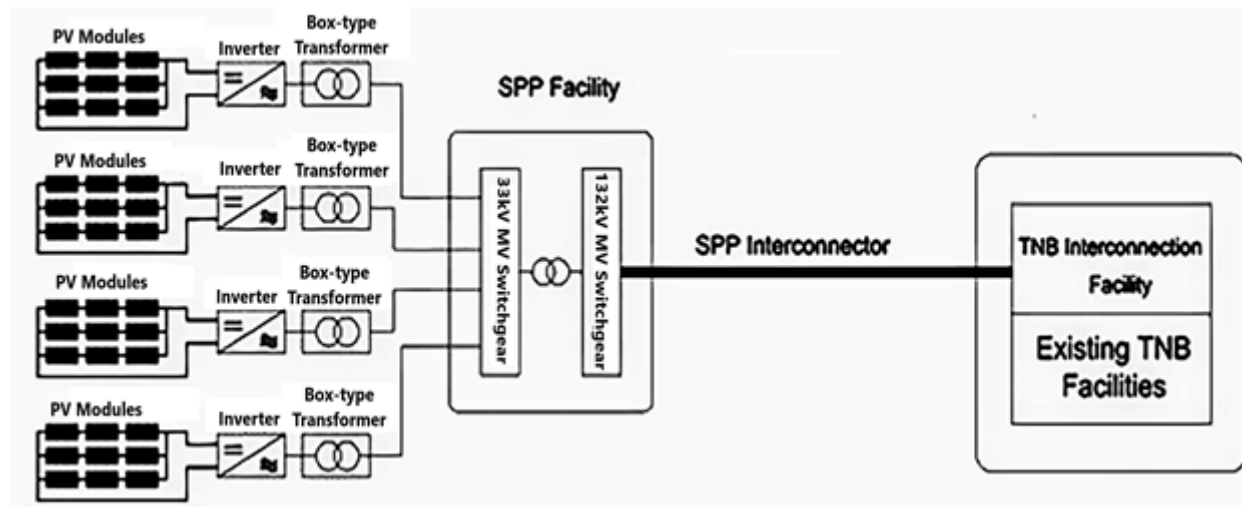 PV Modules
Inverter
Box-type
Transformer
PV Modules
Inverter
Box-type
Transformer
PV Modules
Inverter
Box-type
Transformer
PV Modules
Inverter
Box-type
Transformer
SPP Facility
33kV MV Switchgear
132kV MV Switchgear
SPP Interconnector
TNB Interconnection
Facility
Existing TNB
Facilities